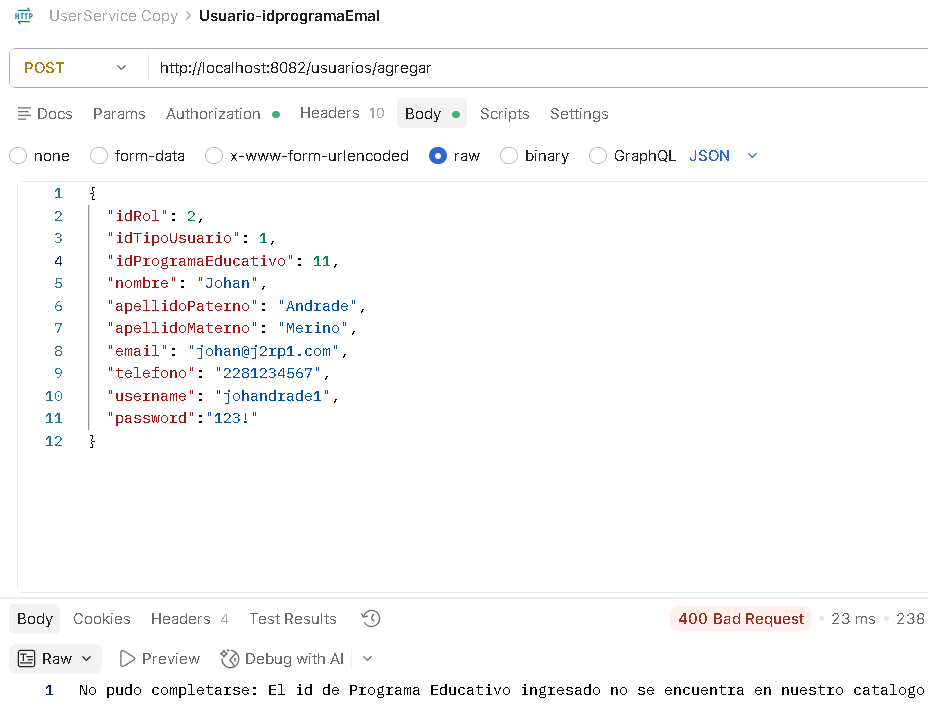 HTTP UserService Copy > Usuario-idprogramaEmal
POST http://localhost:8082/usuarios/agregar
Docs Params Authorization Headers 10 Body Scripts Settings
none form-data x-www-form-urlencoded raw binary GraphQL JSON
1 {
2 "idRol": 2,
3 "idTipoUsuario": 1,
4 "idProgramaEducativo": 11,
5 "nombre": "Johan",
6 "apellidoPaterno": "Andrade",
7 "apellidoMaterno": "Merino",
8 "email": "johan@j2rp1.com",
9 "telefono": "2281234567",
10 "username": "johandrade1",
11 "password":"123!"
12 }
Body Cookies Headers 4 Test Results 400 Bad Request • 23 ms • 238
Raw Preview Debug with AI
1 No pudo completarse: El id de Programa Educativo ingresado no se encuentra en nuestro catalogo